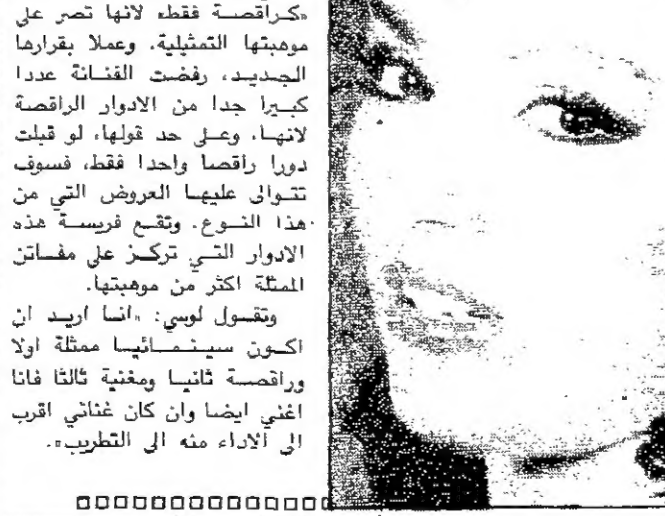 «كراقصة فقط» لانها تصر على
موهبتها التمثيلية. وعملا بقرارها
الجديد، رفضت الفنانة عددا
كبيرا جدا من الادوار الراقصة
لانها، وعلى حد قولها، لو قبلت
دورا راقصا واحدا فقط، فسوف
تتوالى عليها العروض التي من
هذا النوع. وتقع فريسة هذه
الادوار التي تركز على مفاتن
الممثلة اكثر من موهبتها.
وتقول لوسي: «انا اريد ان
اكون سينمائيا ممثلة اولا
وراقصة ثانيا ومغنية ثالثا فانا
اغني ايضا وان كان غنائي اقرب
الى الاداء منه الى التطريب».